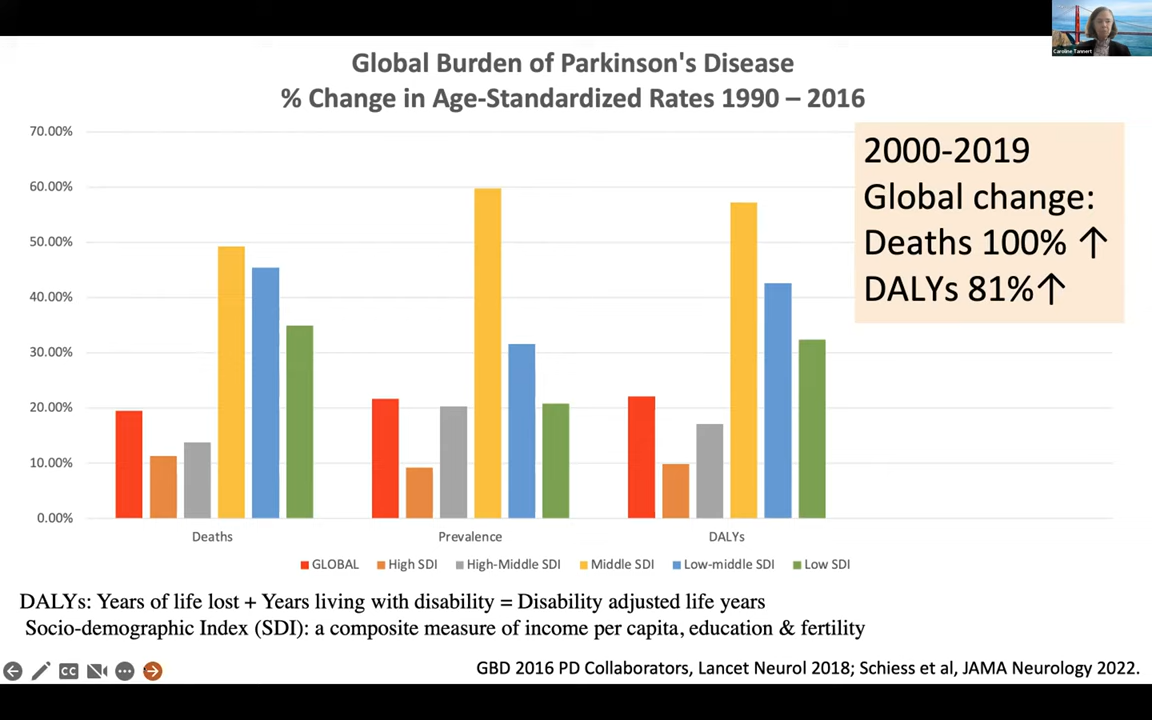 Caroline Tanner
Global Burden of Parkinson's Disease
% Change in Age-Standardized Rates 1990 – 2016
70.00%
60.00%
50.00%
40.00%
30.00%
20.00%
10.00%
0.00%
2000-2019
Global change:
Deaths 100% ↑
DALYs 81%↑
Deaths
Prevalence
DALYs
GLOBAL
High SDI
High-Middle SDI
Middle SDI
Low-middle SDI
Low SDI
DALYs: Years of life lost + Years living with disability = Disability adjusted life years
Socio-demographic Index (SDI): a composite measure of income per capita, education & fertility
CC
GBD 2016 PD Collaborators, Lancet Neurol 2018; Schiess et al, JAMA Neurology 2022.